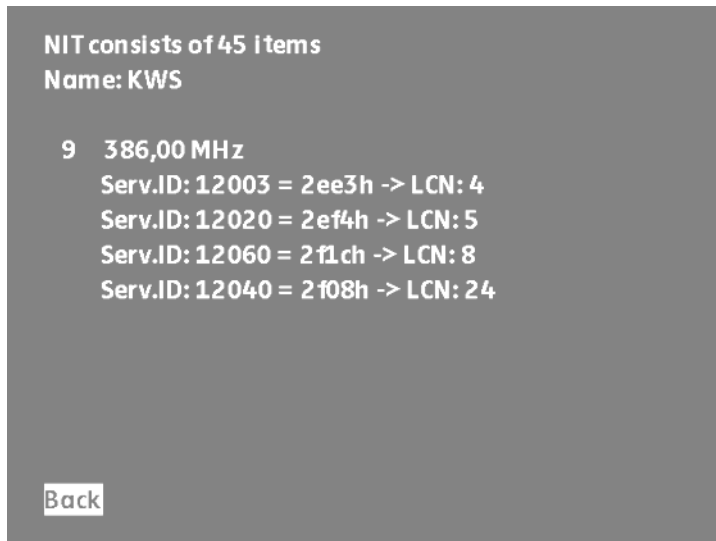 NIT consists of 45 items
Name: KWS
9 386,00 MHz
Serv.ID: 12003 = 2ee3h -> LCN: 4
Serv.ID: 12020 = 2ef4h -> LCN: 5
Serv.ID: 12060 = 2f1ch -> LCN: 8
Serv.ID: 12040 = 2f08h -> LCN: 24
Back